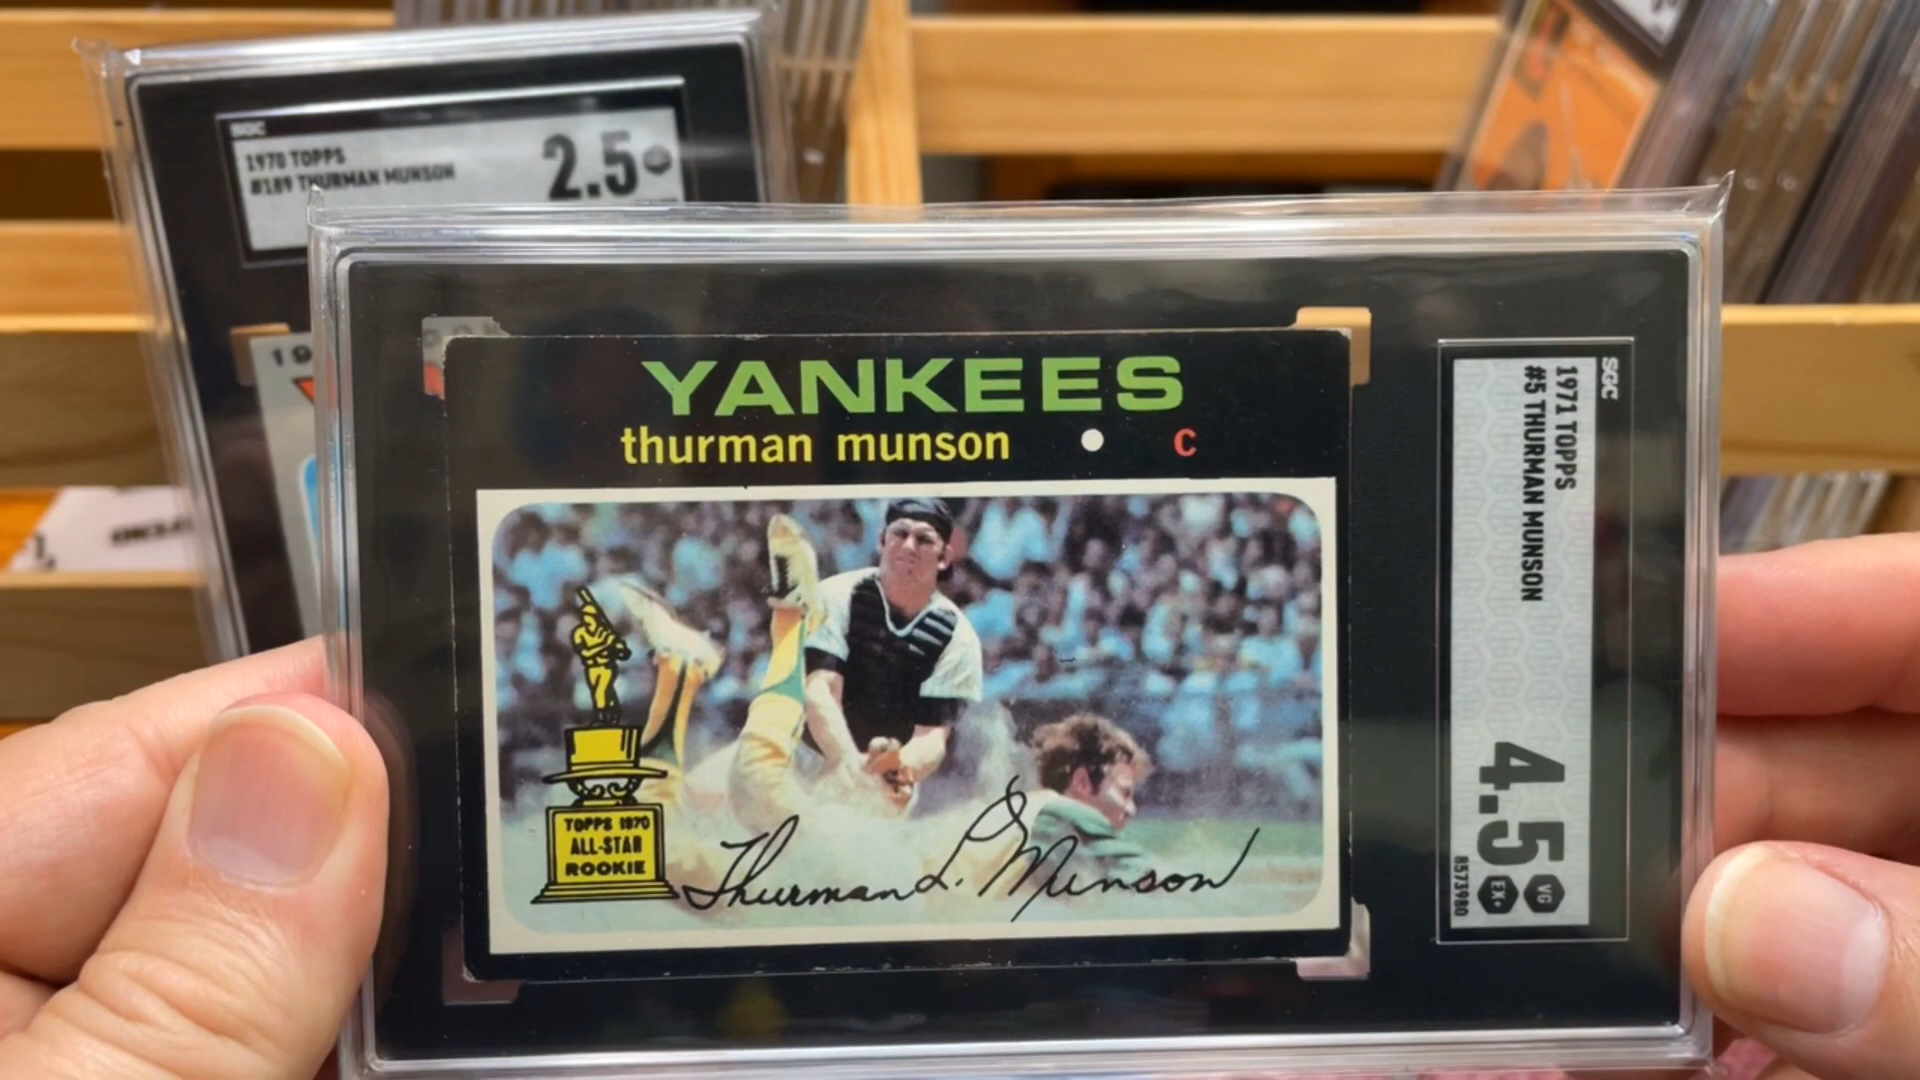 SGC
1970 TOPPS
#189 THURMAN MUNSON
2.5
19
YANKEES
thurman munson • c
TOPPS 1970
ALL-STAR
ROOKIE
Thurman L. Munson
SGC
1971 TOPPS
#5 THURMAN MUNSON
4.5
VG
EX+
8573980